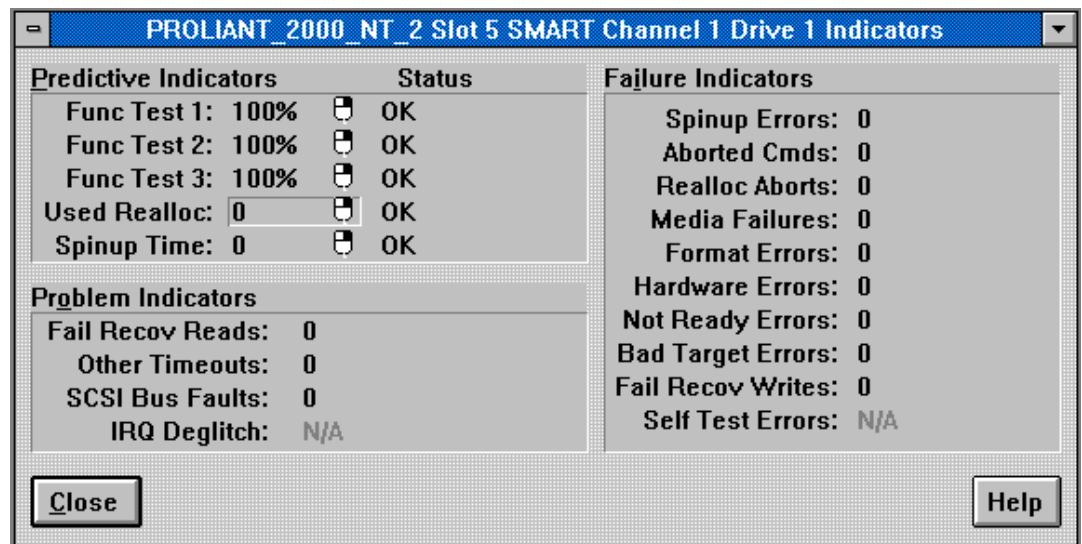 PROLIANT_2000_NT_2 Slot 5 SMART Channel 1 Drive 1 Indicators
Predictive Indicators Status
Func Test 1: 100% OK
Func Test 2: 100% OK
Func Test 3: 100% OK
Used Realloc: 0 OK
Spinup Time: 0 OK
Problem Indicators
Fail Recov Reads: 0
Other Timeouts: 0
SCSI Bus Faults: 0
IRQ Deglitch: N/A
Failure Indicators
Spinup Errors: 0
Aborted Cmds: 0
Realloc Aborts: 0
Media Failures: 0
Format Errors: 0
Hardware Errors: 0
Not Ready Errors: 0
Bad Target Errors: 0
Fail Recov Writes: 0
Self Test Errors: N/A
Close
Help